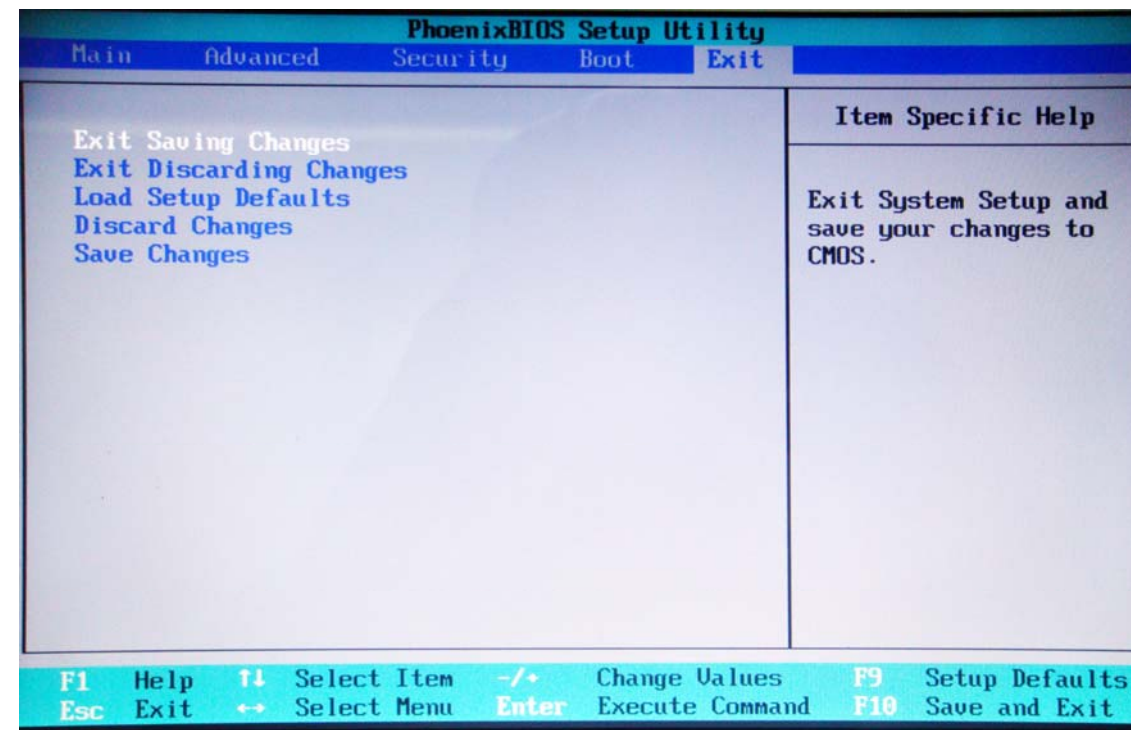 PhoenixBIOS Setup Utility
Main Advanced Security Boot Exit
Item Specific Help
Exit Saving Changes
Exit Discarding Changes
Load Setup Defaults
Discard Changes
Save Changes
Exit System Setup and
save your changes to
CMOS.
F1 Help ↑↓ Select Item -/+ Change Values F9 Setup Defaults
Esc Exit ↔ Select Menu Enter Execute Command F10 Save and Exit